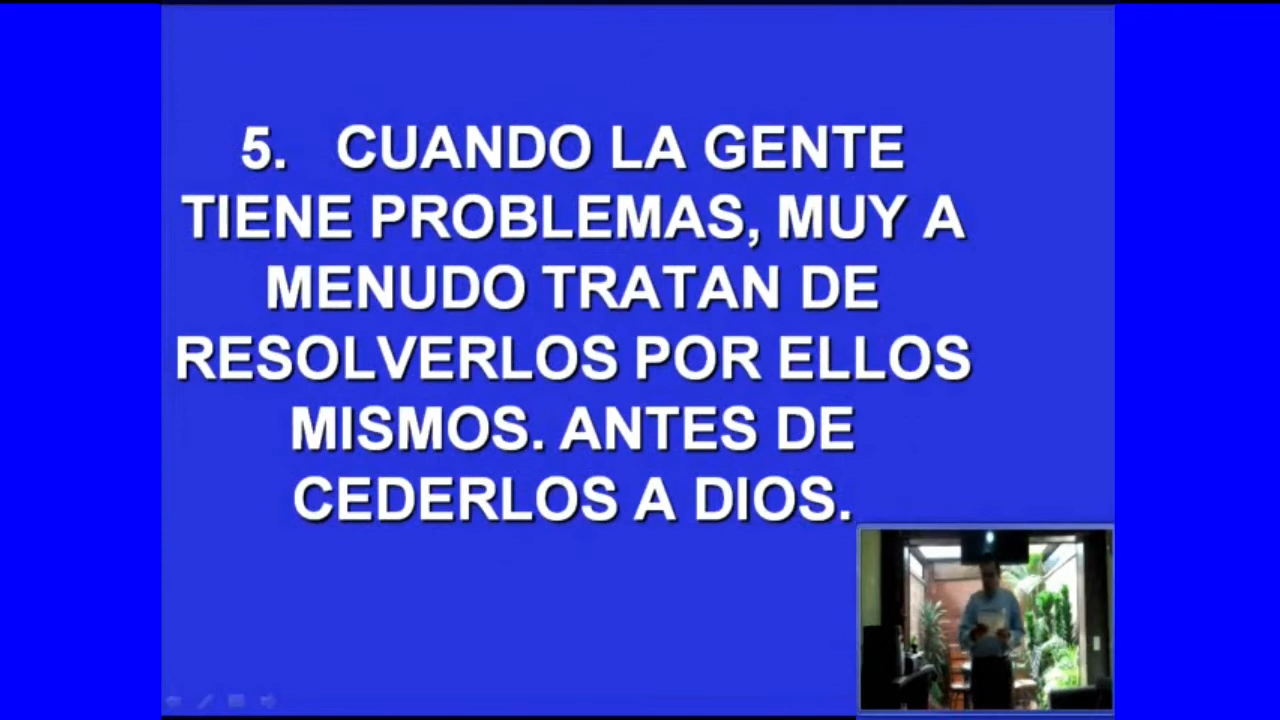 5. CUANDO LA GENTE
TIENE PROBLEMAS, MUY A
MENUDO TRATAN DE
RESOLVERLOS POR ELLOS
MISMOS. ANTES DE
CEDERLOS A DIOS.